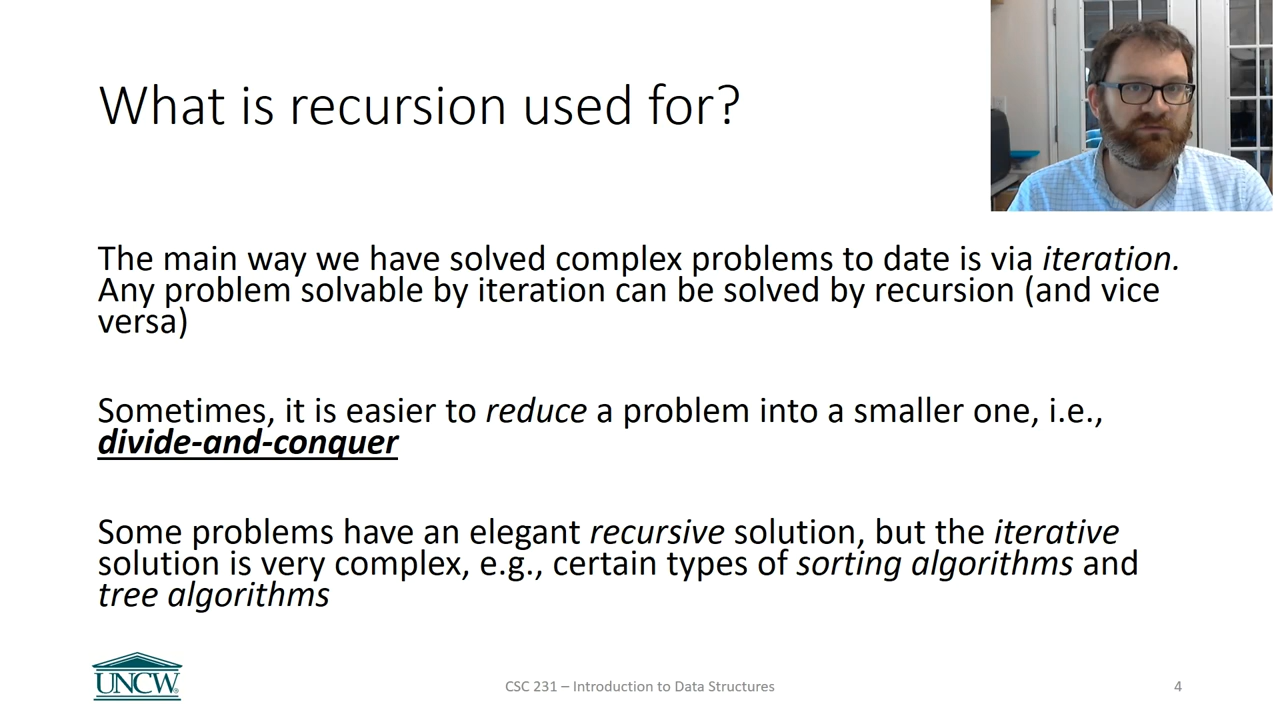 What is recursion used for?
The main way we have solved complex problems to date is via iteration.
Any problem solvable by iteration can be solved by recursion (and vice
versa)
Sometimes, it is easier to reduce a problem into a smaller one, i.e.,
divide-and-conquer
Some problems have an elegant recursive solution, but the iterative
solution is very complex, e.g., certain types of sorting algorithms and
tree algorithms
UNCW
CSC 231 – Introduction to Data Structures
4